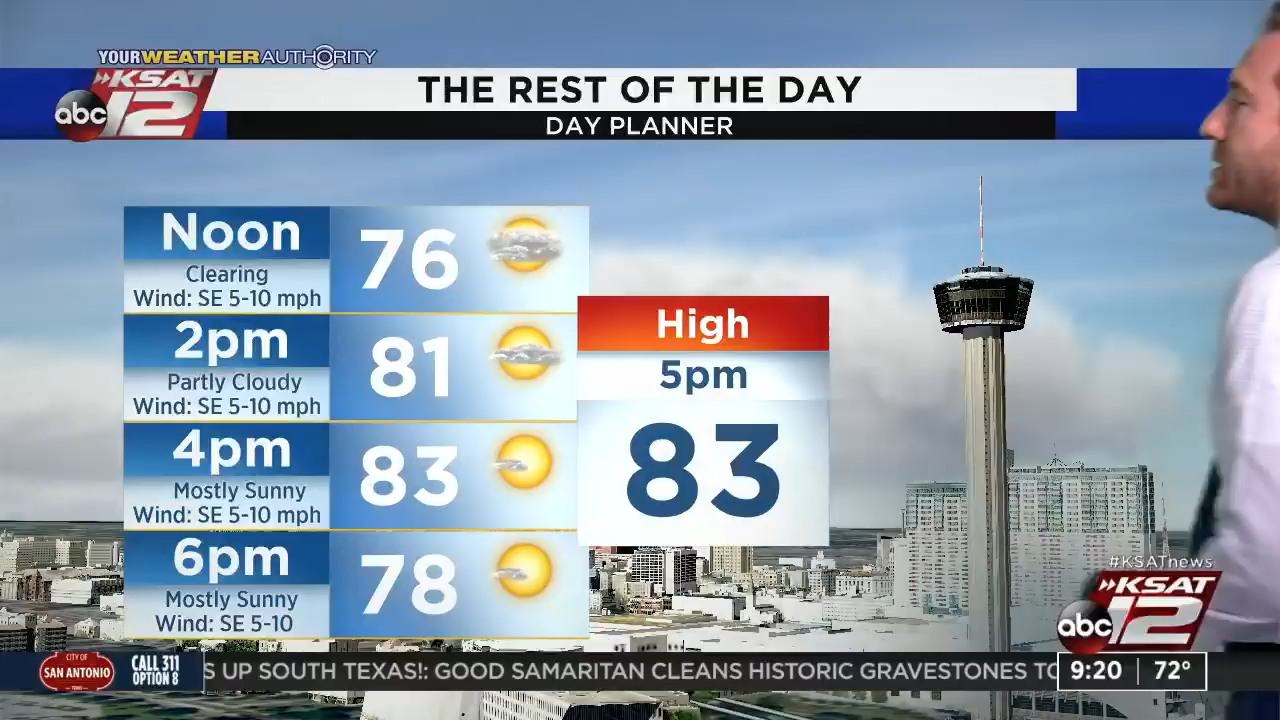 YOURWEATHERAUTHORITY
KSAT
abc 12
THE REST OF THE DAY
DAY PLANNER
Noon
Clearing
Wind: SE 5-10 mph
76
2pm
Partly Cloudy
Wind: SE 5-10 mph
81
4pm
Mostly Sunny
Wind: SE 5-10 mph
83
6pm
Mostly Sunny
Wind: SE 5-10
78
High
5pm
83
#KSATnews
KSAT
abc 12
CITY OF
SAN ANTONIO
TEXAS
CALL 311
OPTION 8
S UP SOUTH TEXAS!: GOOD SAMARITAN CLEANS HISTORIC GRAVESTONES TO
9:20 72°